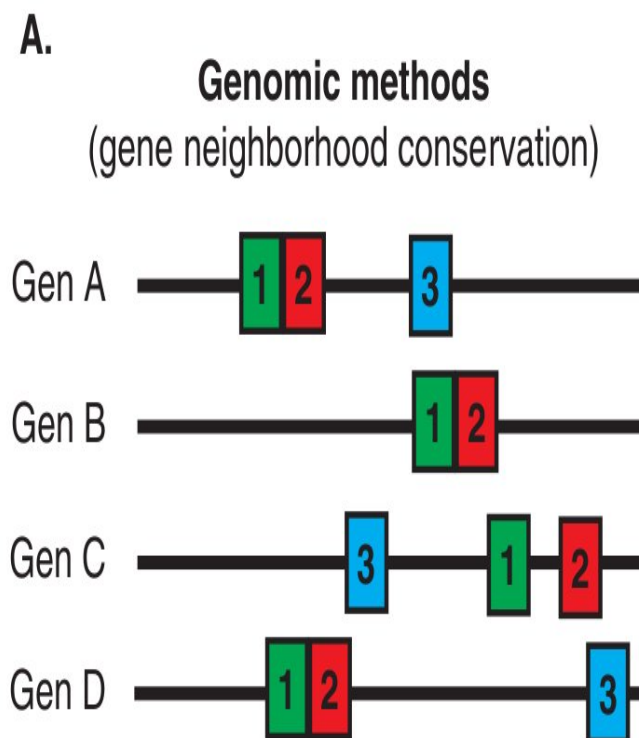 A.
Genomic methods
(gene neighborhood conservation)
Gen A 1 2 3
Gen B 1 2
Gen C 3 1 2
Gen D 1 2 3